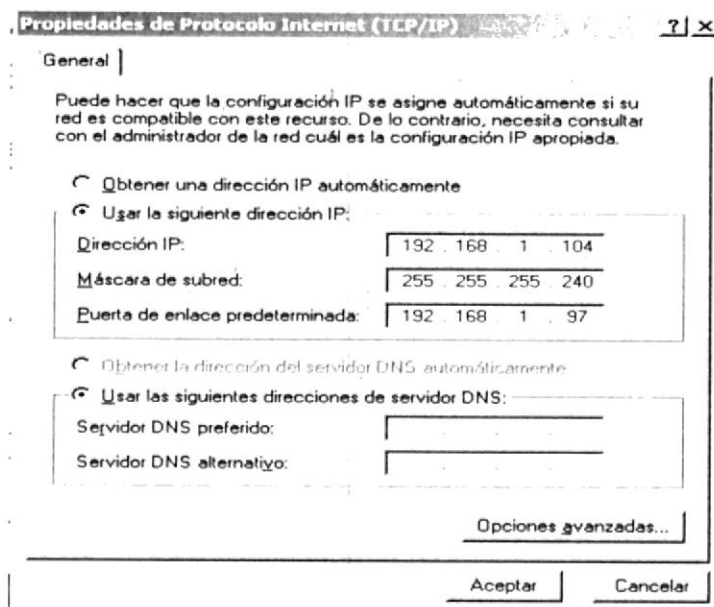 Propiedades de Protocolo Internet (TCP/IP) ? ×
General
Puede hacer que la configuración IP se asigne automáticamente si su
red es compatible con este recurso. De lo contrario, necesita consultar
con el administrador de la red cuál es la configuración IP apropiada.
Obtener una dirección IP automáticamente
Usar la siguiente dirección IP:
Dirección IP: 192 . 168 . 1 . 104
Máscara de subred: 255 . 255 . 255 . 240
Puerta de enlace predeterminada: 192 . 168 . 1 . 97
Obtener la dirección del servidor DNS automáticamente
Usar las siguientes direcciones de servidor DNS:
Servidor DNS preferido: . . .
Servidor DNS alternativo: . . .
Opciones avanzadas...
Aceptar Cancelar